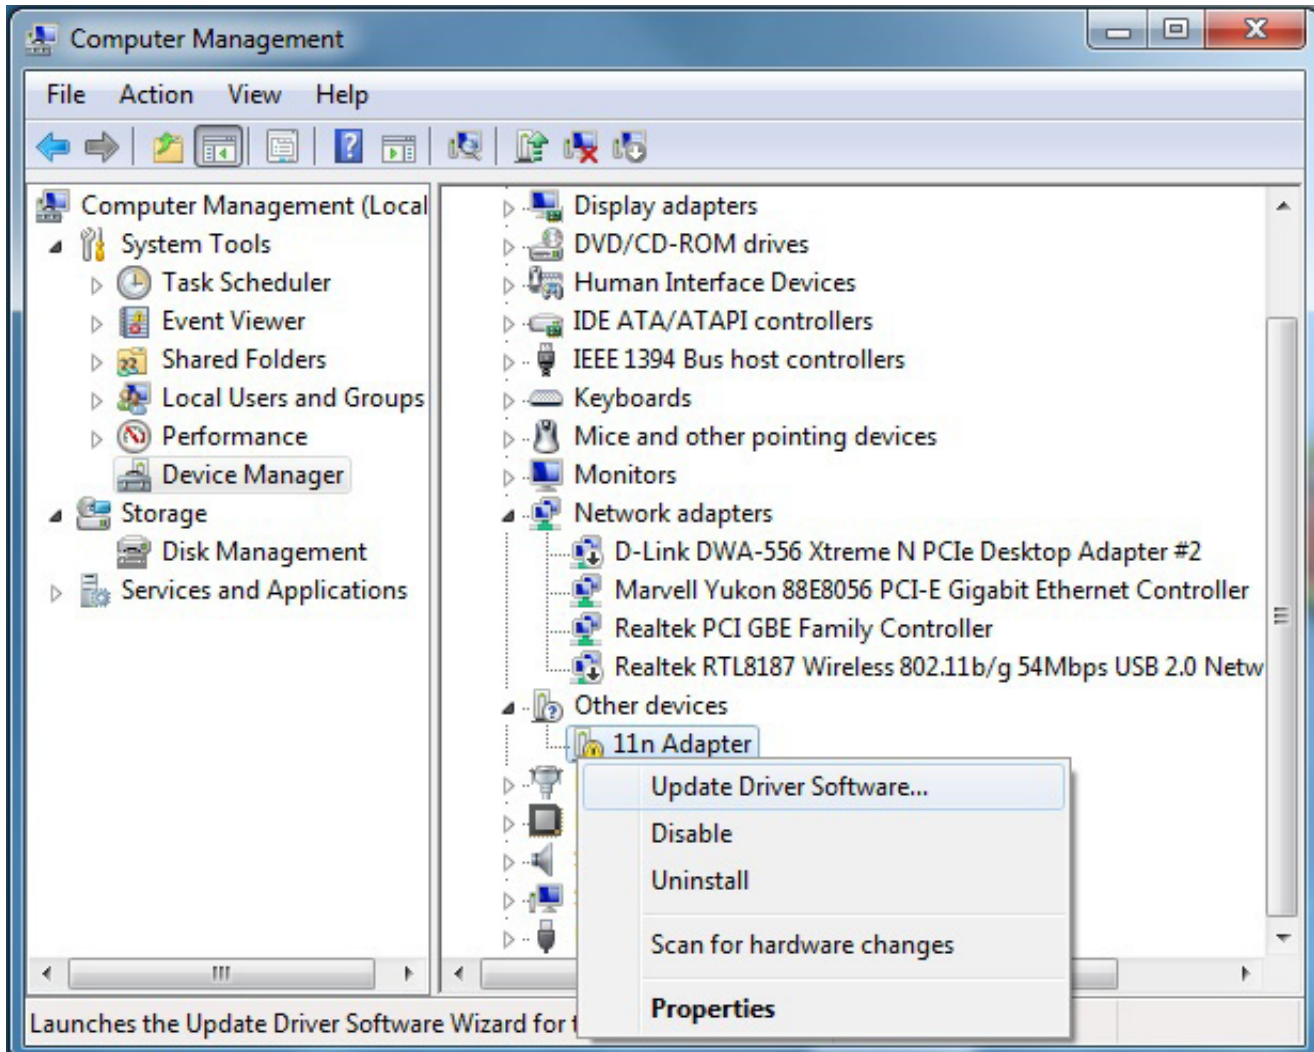 Computer Management
File Action View Help
Computer Management (Local
System Tools
Task Scheduler
Event Viewer
Shared Folders
Local Users and Groups
Performance
Device Manager
Storage
Disk Management
Services and Applications
Display adapters
DVD/CD-ROM drives
Human Interface Devices
IDE ATA/ATAPI controllers
IEEE 1394 Bus host controllers
Keyboards
Mice and other pointing devices
Monitors
Network adapters
D-Link DWA-556 Xtreme N PCIe Desktop Adapter #2
Marvell Yukon 88E8056 PCI-E Gigabit Ethernet Controller
Realtek PCI GBE Family Controller
Realtek RTL8187 Wireless 802.11b/g 54Mbps USB 2.0 Netw
Other devices
11n Adapter
Update Driver Software...
Disable
Uninstall
Scan for hardware changes
Properties
Launches the Update Driver Software Wizard for